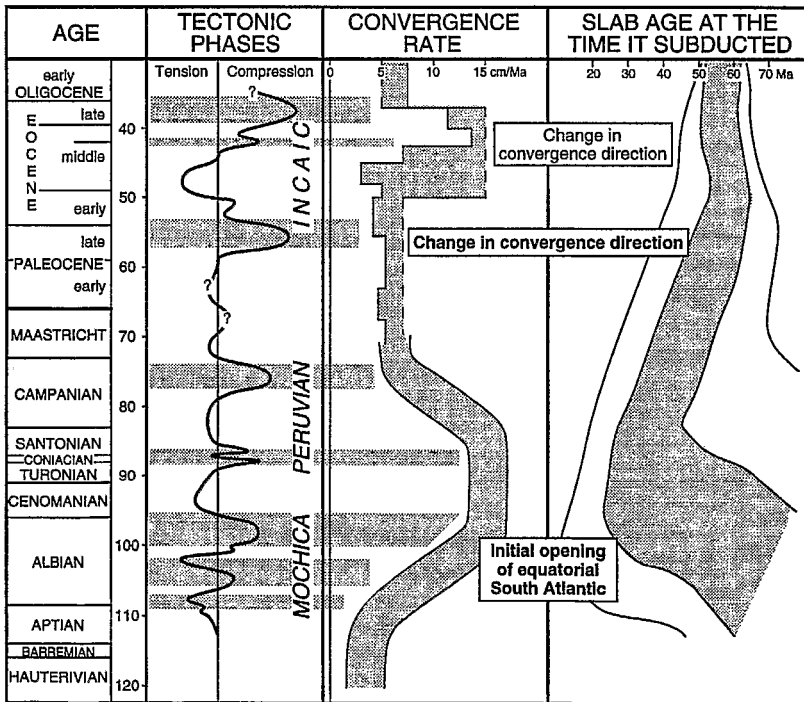 AGE
TECTONIC
PHASES
CONVERGENCE
RATE
SLAB AGE AT THE
TIME IT SUBDUCTED
Tension
Compression
0 5 10 15 cm/Ma
20 30 40 50 60 70 Ma
early
OLIGOCENE
EOCENE
late
middle
early
late
PALEOCENE
early
MAASTRICHT
CAMPANIAN
SANTONIAN
CONIACIAN
TURONIAN
CENOMANIAN
ALBIAN
APTIAN
BARREMIAN
HAUTERIVIAN
40
50
60
70
80
90
100
110
120
?
?
?
INCAIC
PERUVIAN
MOCHICA
Change in
convergence direction
Change in convergence direction
Initial opening
of equatorial
South Atlantic